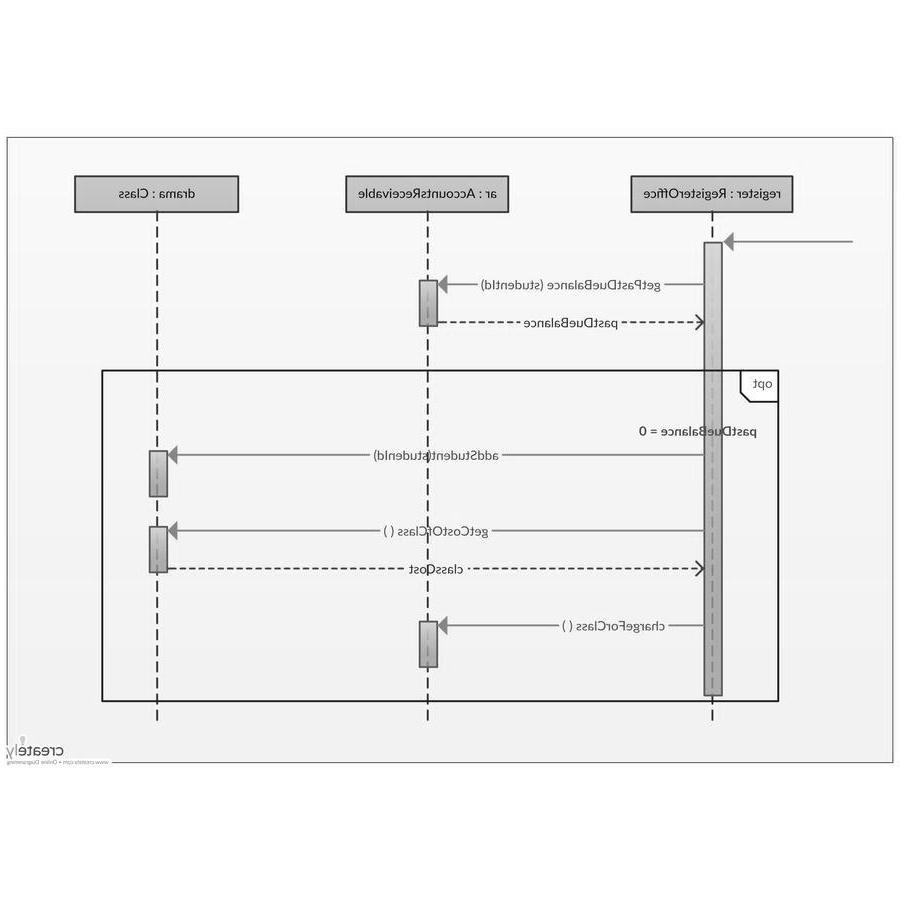 register : RegisterOffice
ar : AccountsReceivable
drama : Class
getPastDueBalance (studentId)
pastDueBalance
opt
pastDueBalance = 0
addStudent(studenId)
getCostOfClass ( )
classCost
chargeForClass ( )
creately
www.creately.com • Online Diagramming